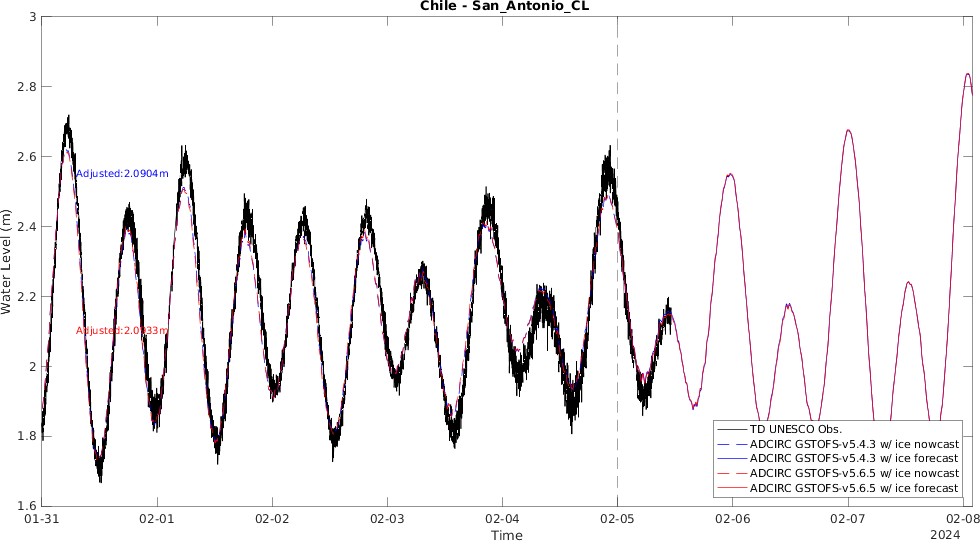 Chile - San_Antonio_CL
Water Level (m)
3
2.8
2.6
2.4
2.2
2
1.8
1.6
Adjusted:2.0904m
01-31
02-01
02-02
02-03
02-04
02-05
02-06
02-07
02-08
Time
2024
TD UNESCO Obs.
ADCIRC GSTOFS-v5.4.3 w/ ice nowcast
ADCIRC GSTOFS-v5.4.3 w/ ice forecast
ADCIRC GSTOFS-v5.6.5 w/ ice nowcast
ADCIRC GSTOFS-v5.6.5 w/ ice forecast